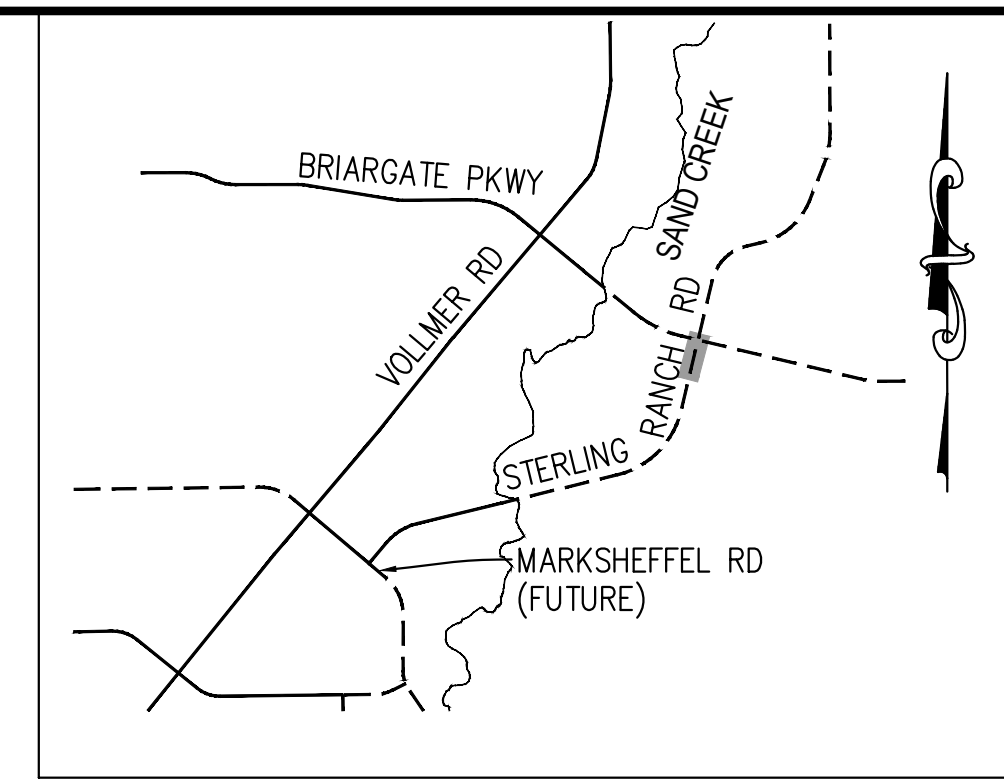 BRIARGATE PKWY
SAND CREEK
VOLLMER RD
STERLING RANCH RD
MARKSHEFFEL RD
(FUTURE)